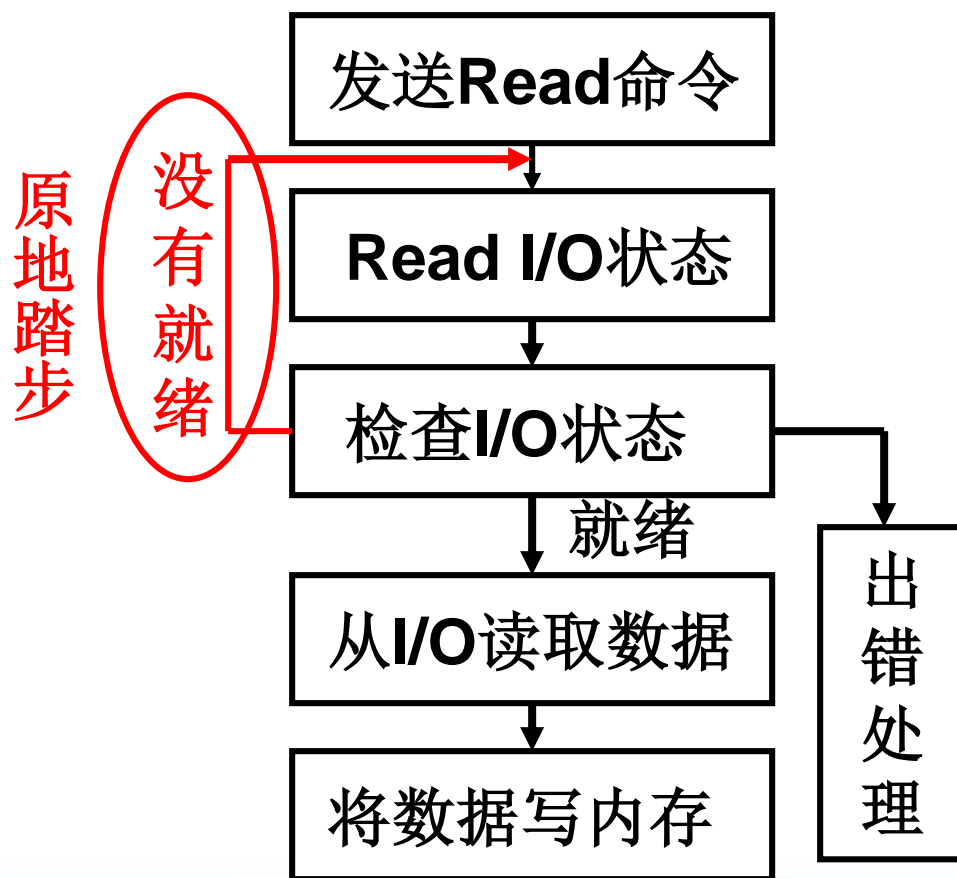 发送Read命令
原地踏步
没有就绪
Read I/O状态
检查I/O状态
就绪
从I/O读取数据
出错处理
将数据写内存